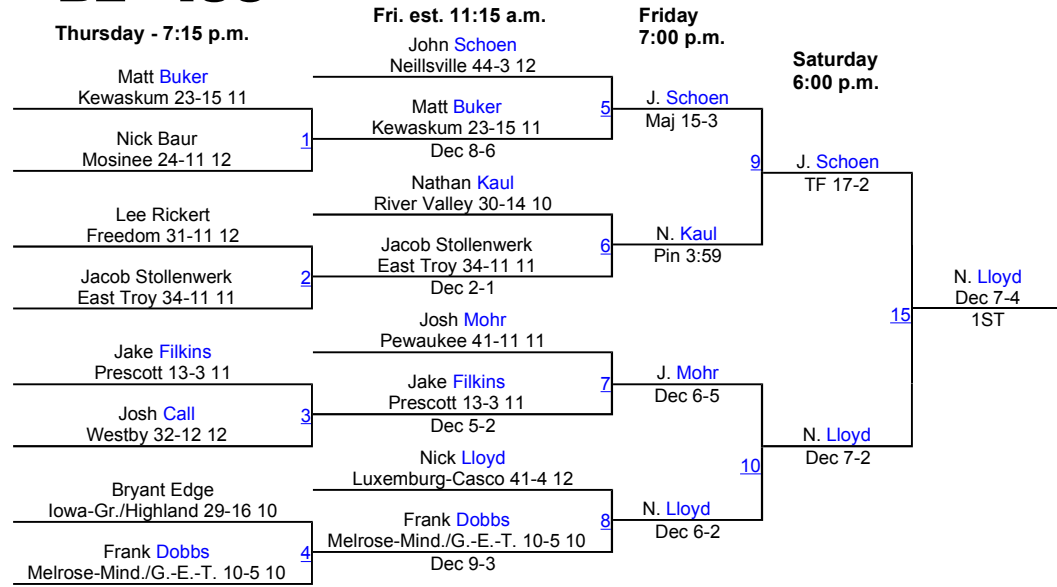 Thursday - 7:15 p.m.
Fri. est. 11:15 a.m.
Friday
7:00 p.m.
Saturday
6:00 p.m.
Matt Buker
Kewaskum 23-15 11
Nick Baur
Mosinee 24-11 12
1
Lee Rickert
Freedom 31-11 12
Jacob Stollenwerk
East Troy 34-11 11
2
Jake Filkins
Prescott 13-3 11
Josh Call
Westby 32-12 12
3
Bryant Edge
Iowa-Gr./Highland 29-16 10
Frank Dobbs
Melrose-Mind./G.-E.-T. 10-5 10
4
John Schoen
Neillsville 44-3 12
Matt Buker
Kewaskum 23-15 11
Dec 8-6
5
Nathan Kaul
River Valley 30-14 10
Jacob Stollenwerk
East Troy 34-11 11
Dec 2-1
6
Josh Mohr
Pewaukee 41-11 11
Jake Filkins
Prescott 13-3 11
Dec 5-2
7
Nick Lloyd
Luxemburg-Casco 41-4 12
Frank Dobbs
Melrose-Mind./G.-E.-T. 10-5 10
Dec 9-3
8
J. Schoen
Maj 15-3
N. Kaul
Pin 3:59
9
J. Mohr
Dec 6-5
N. Lloyd
Dec 6-2
10
J. Schoen
TF 17-2
N. Lloyd
Dec 7-2
15
N. Lloyd
Dec 7-4
1ST